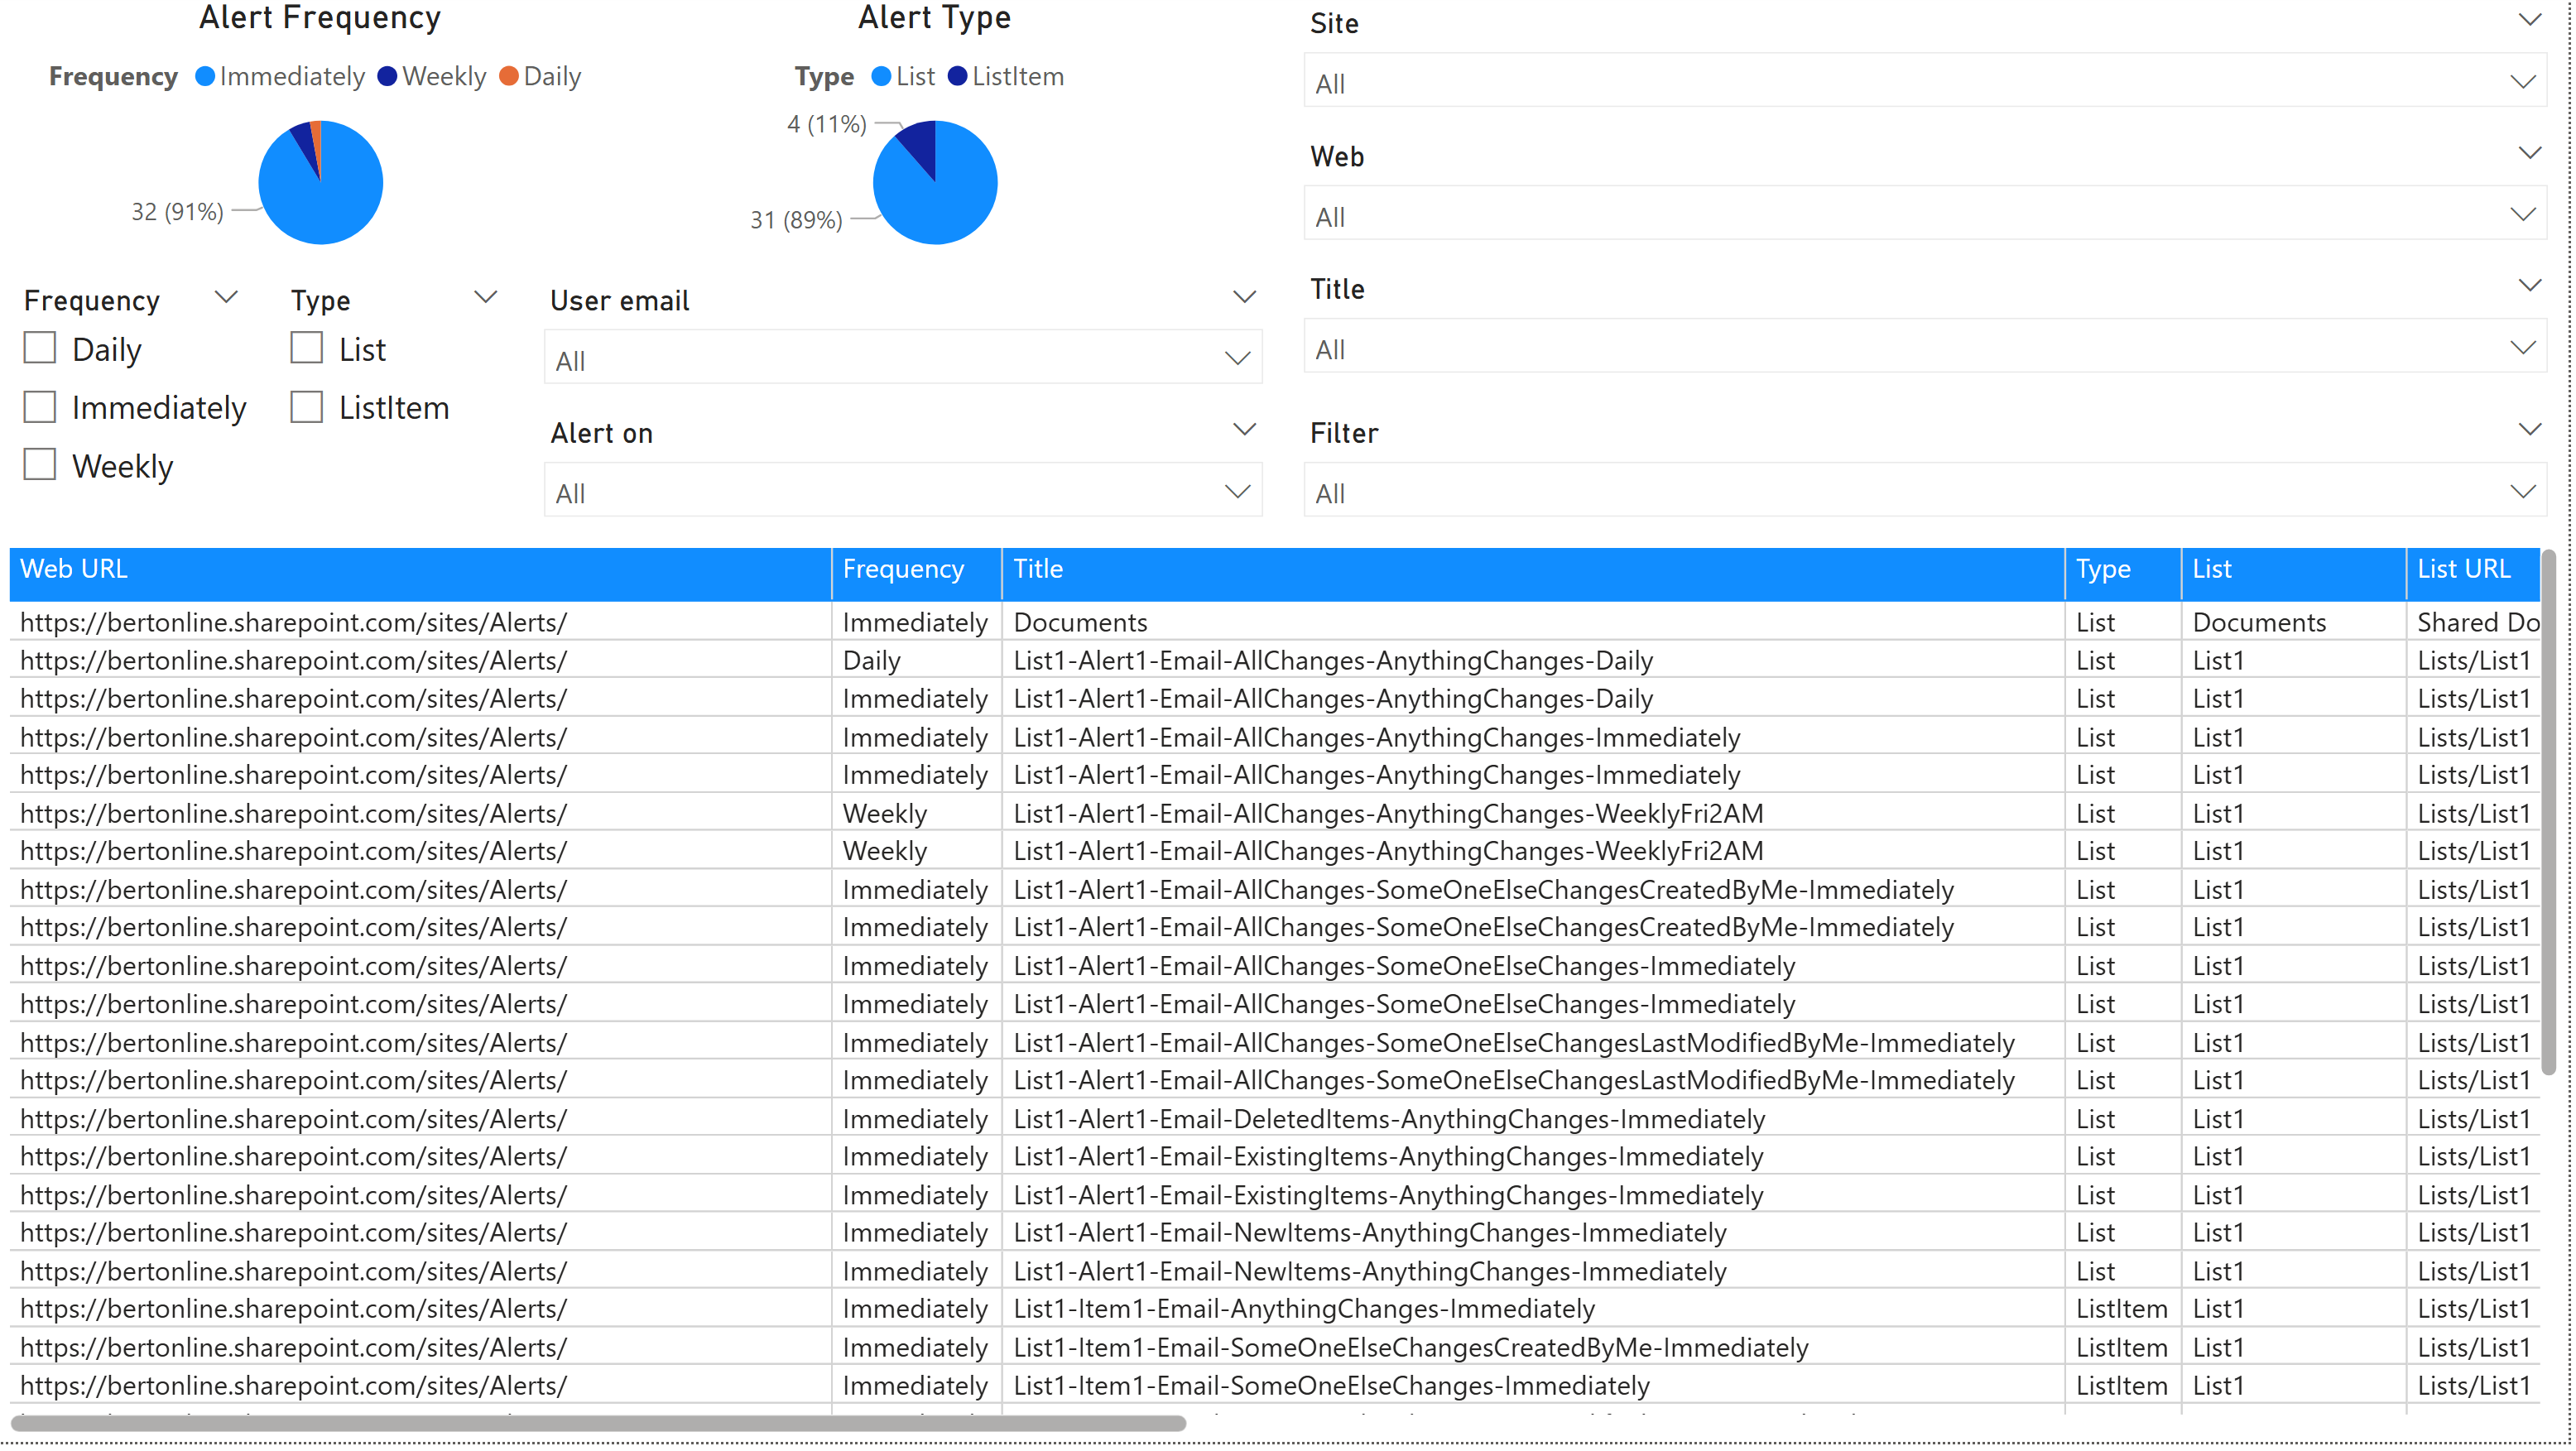 Alert Frequency
Frequency Immediately Weekly Daily
32 (91%)
Alert Type
Type List ListItem
4 (11%)
31 (89%)
Site
All
Web
All
Title
All
Filter
All
Frequency
Daily
Immediately
Weekly
Type
List
ListItem
User email
All
Alert on
All
Web URL Frequency Title Type List List URL
https://bertonline.sharepoint.com/sites/Alerts/ Immediately Documents List Documents Shared Do
https://bertonline.sharepoint.com/sites/Alerts/ Daily List1-Alert1-Email-AllChanges-AnythingChanges-Daily List List1 Lists/List1
https://bertonline.sharepoint.com/sites/Alerts/ Immediately List1-Alert1-Email-AllChanges-AnythingChanges-Daily List List1 Lists/List1
https://bertonline.sharepoint.com/sites/Alerts/ Immediately List1-Alert1-Email-AllChanges-AnythingChanges-Immediately List List1 Lists/List1
https://bertonline.sharepoint.com/sites/Alerts/ Immediately List1-Alert1-Email-AllChanges-AnythingChanges-Immediately List List1 Lists/List1
https://bertonline.sharepoint.com/sites/Alerts/ Weekly List1-Alert1-Email-AllChanges-AnythingChanges-WeeklyFri2AM List List1 Lists/List1
https://bertonline.sharepoint.com/sites/Alerts/ Weekly List1-Alert1-Email-AllChanges-AnythingChanges-WeeklyFri2AM List List1 Lists/List1
https://bertonline.sharepoint.com/sites/Alerts/ Immediately List1-Alert1-Email-AllChanges-SomeOneElseChangesCreatedByMe-Immediately List List1 Lists/List1
https://bertonline.sharepoint.com/sites/Alerts/ Immediately List1-Alert1-Email-AllChanges-SomeOneElseChangesCreatedByMe-Immediately List List1 Lists/List1
https://bertonline.sharepoint.com/sites/Alerts/ Immediately List1-Alert1-Email-AllChanges-SomeOneElseChanges-Immediately List List1 Lists/List1
https://bertonline.sharepoint.com/sites/Alerts/ Immediately List1-Alert1-Email-AllChanges-SomeOneElseChanges-Immediately List List1 Lists/List1
https://bertonline.sharepoint.com/sites/Alerts/ Immediately List1-Alert1-Email-AllChanges-SomeOneElseChangesLastModifiedByMe-Immediately List List1 Lists/List1
https://bertonline.sharepoint.com/sites/Alerts/ Immediately List1-Alert1-Email-AllChanges-SomeOneElseChangesLastModifiedByMe-Immediately List List1 Lists/List1
https://bertonline.sharepoint.com/sites/Alerts/ Immediately List1-Alert1-Email-DeletedItems-AnythingChanges-Immediately List List1 Lists/List1
https://bertonline.sharepoint.com/sites/Alerts/ Immediately List1-Alert1-Email-ExistingItems-AnythingChanges-Immediately List List1 Lists/List1
https://bertonline.sharepoint.com/sites/Alerts/ Immediately List1-Alert1-Email-ExistingItems-AnythingChanges-Immediately List List1 Lists/List1
https://bertonline.sharepoint.com/sites/Alerts/ Immediately List1-Alert1-Email-NewItems-AnythingChanges-Immediately List List1 Lists/List1
https://bertonline.sharepoint.com/sites/Alerts/ Immediately List1-Alert1-Email-NewItems-AnythingChanges-Immediately List List1 Lists/List1
https://bertonline.sharepoint.com/sites/Alerts/ Immediately List1-Item1-Email-AnythingChanges-Immediately ListItem List1 Lists/List1
https://bertonline.sharepoint.com/sites/Alerts/ Immediately List1-Item1-Email-SomeOneElseChangesCreatedByMe-Immediately ListItem List1 Lists/List1
https://bertonline.sharepoint.com/sites/Alerts/ Immediately List1-Item1-Email-SomeOneElseChanges-Immediately ListItem List1 Lists/List1